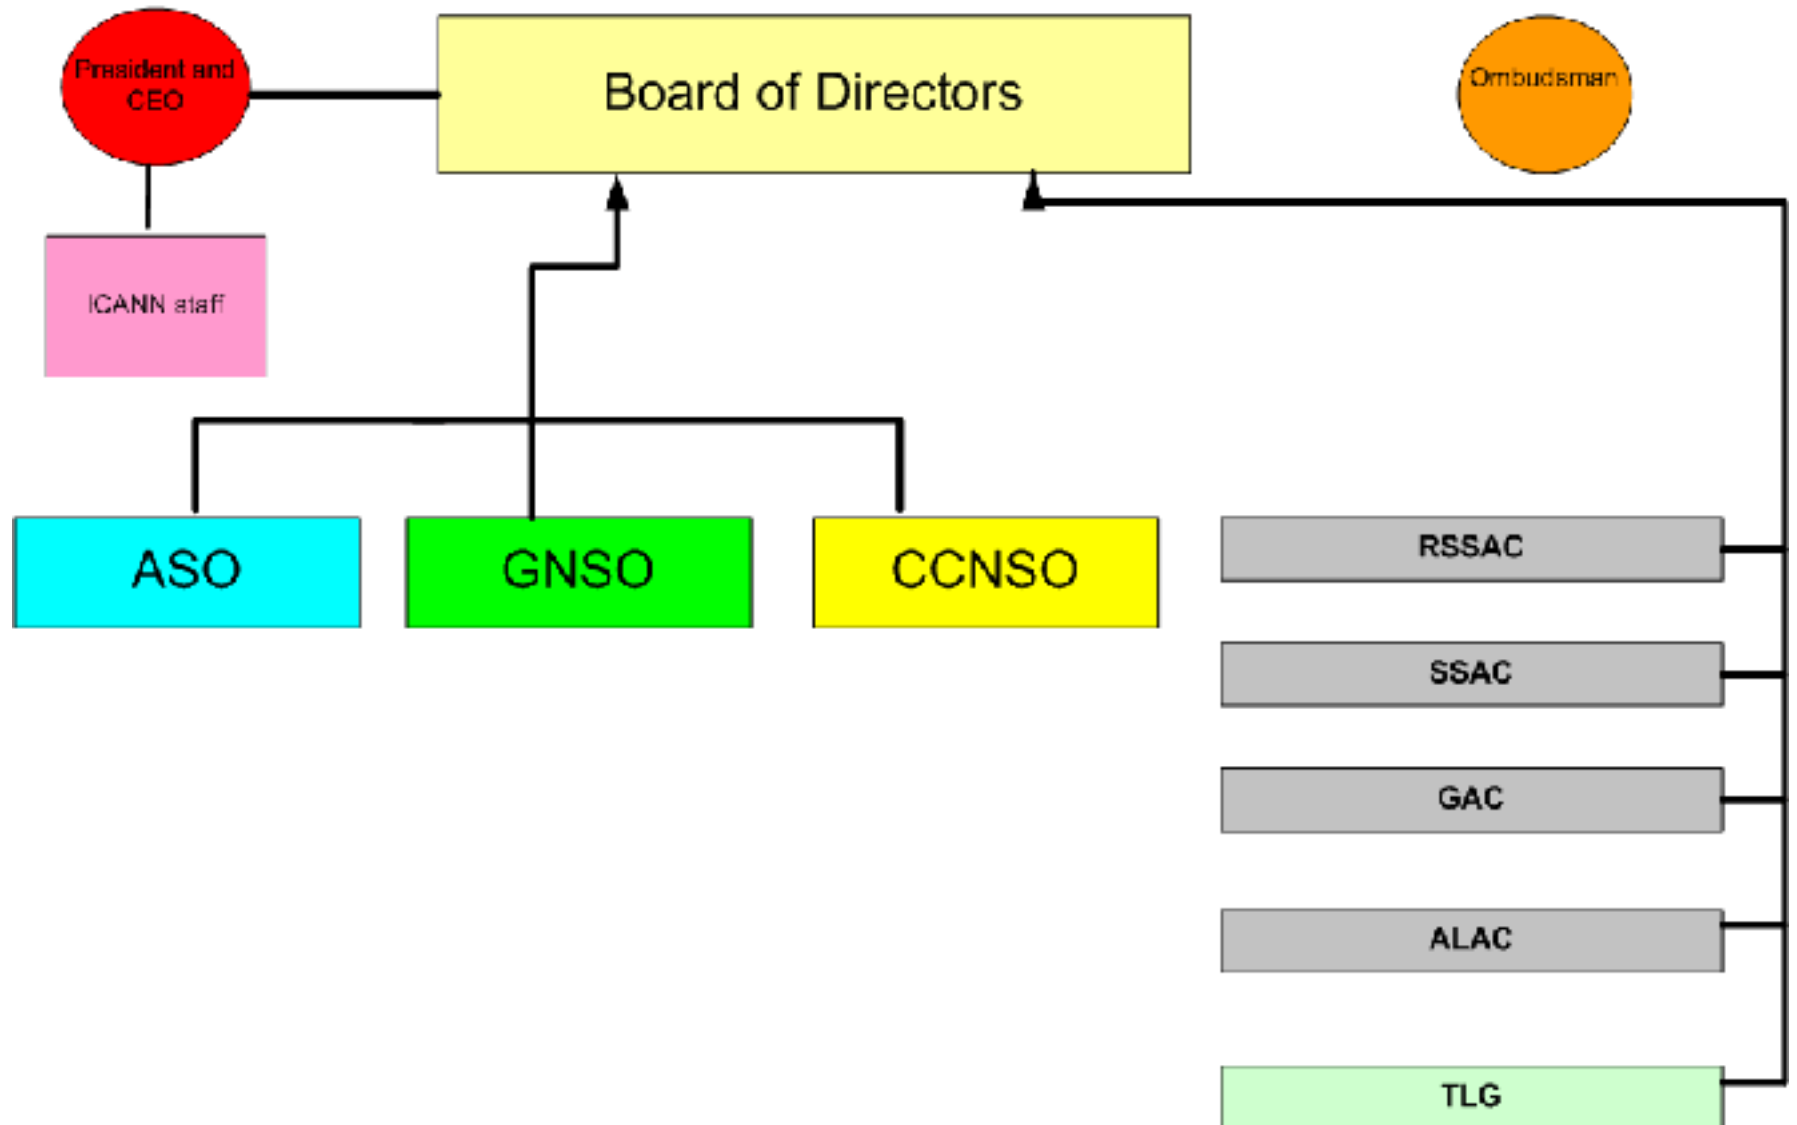 President and
CEO
Board of Directors
Ombudsman
ICANN staff
ASO
GNSO
CCNSO
RSSAC
SSAC
GAC
ALAC
TLG